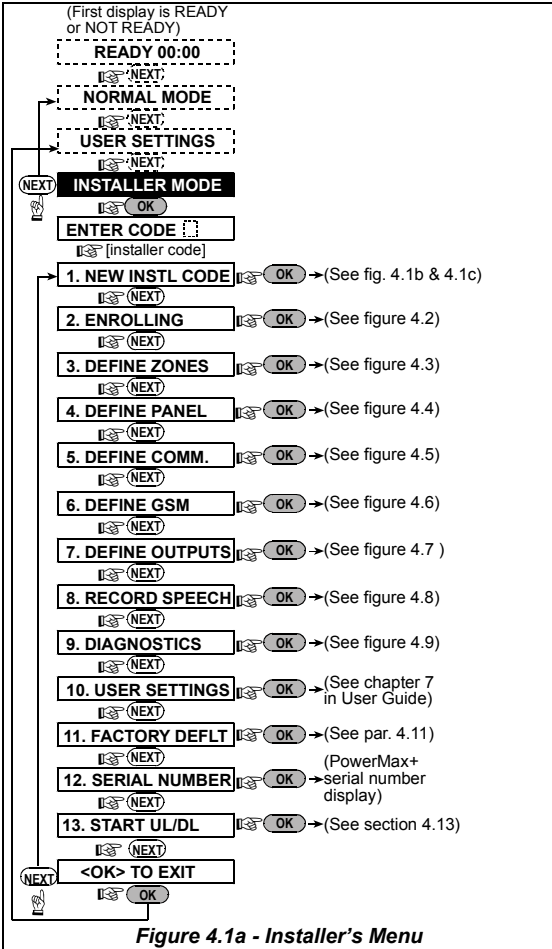 (First display is READY
or NOT READY)
READY 00:00
NEXT
NORMAL MODE
NEXT
USER SETTINGS
NEXT
NEXT INSTALLER MODE
OK
ENTER CODE
[installer code]
1. NEW INSTL CODE OK (See fig. 4.1b & 4.1c)
NEXT
2. ENROLLING OK (See figure 4.2)
NEXT
3. DEFINE ZONES OK (See figure 4.3)
NEXT
4. DEFINE PANEL OK (See figure 4.4)
NEXT
5. DEFINE COMM. OK (See figure 4.5)
NEXT
6. DEFINE GSM OK (See figure 4.6)
NEXT
7. DEFINE OUTPUTS OK (See figure 4.7 )
NEXT
8. RECORD SPEECH OK (See figure 4.8)
NEXT
9. DIAGNOSTICS OK (See figure 4.9)
NEXT
10. USER SETTINGS OK (See chapter 7
in User Guide)
NEXT
11. FACTORY DEFLT OK (See par. 4.11)
NEXT
12. SERIAL NUMBER OK (PowerMax+
serial number
display)
NEXT
13. START UL/DL OK (See section 4.13)
NEXT
NEXT <OK> TO EXIT
OK
Figure 4.1a - Installer's Menu